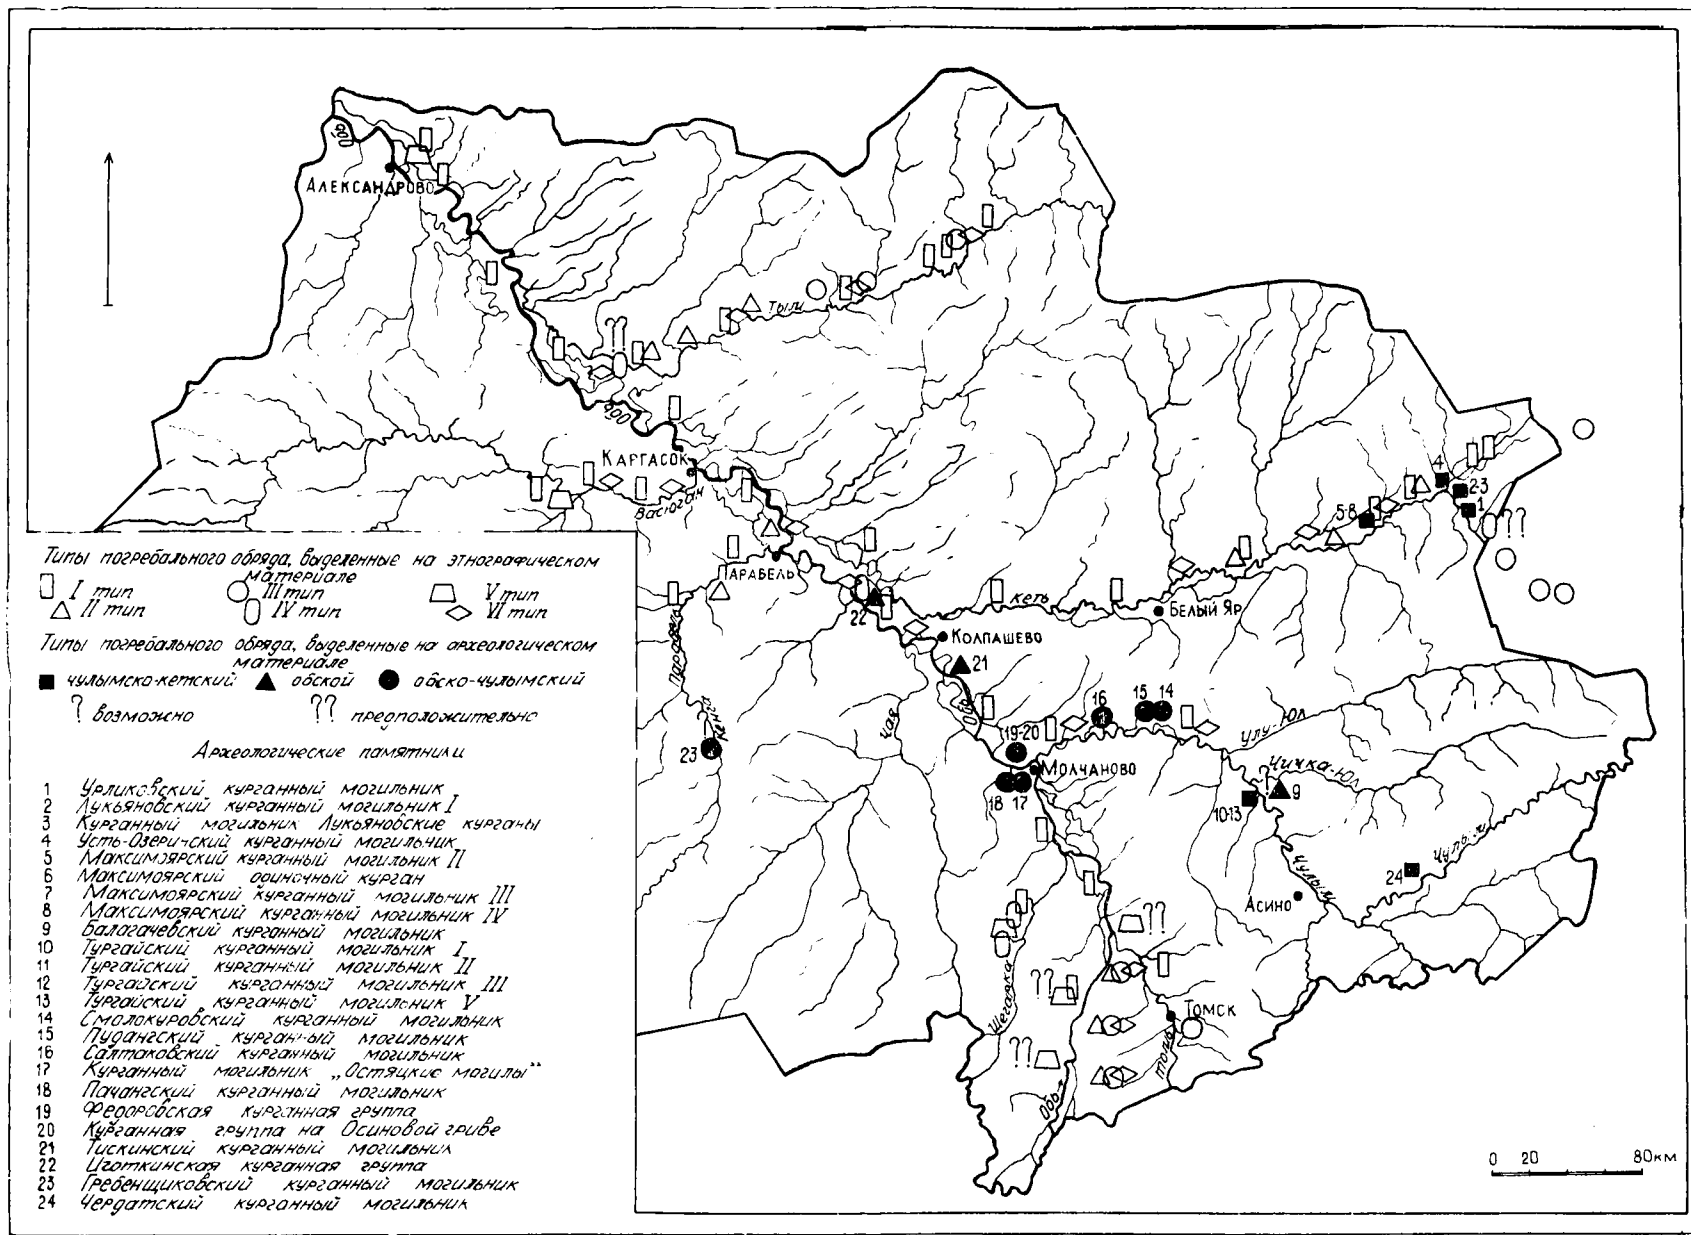 Обь
Александрово
Тым
??
Обь
Каргасок
Васюган
Парабель
22
Кеть
Белый Яр
4
2-3
1
5-8
??
Колпашево
21
Парабель
Чая
Обь
Кёнга
?
23
16
15
14
19-20
Молчаново
18
17
Улу-Юл
Чичка-Юл
?
9
10-13
Чулым
24
Чулым
Асино
??
Шегарка
??
Томск
Томь
??
Обь
0 20 80км
Типы погребального обряда, выделенные на этнографическом
материале
I тип
III тип
V тип
II тип
IV тип
VI тип
Типы погребального обряда, выделенные на археологическом
материале
чулымско-кетский обской обско-чулымский
? возможно ?? предположительно
Археологические памятники
1 Урликовский курганный могильник
2 Лукьяновский курганный могильник I
3 Курганный могильник Лукьяновские курганы
4 Усть-Озерический курганный могильник
5 Максимоярский курганный могильник II
6 Максимоярский одиночный курган
7 Максимоярский курганный могильник III
8 Максимоярский курганный могильник IV
9 Балагачевский курганный могильник
10 Тургайский курганный могильник I
11 Тургайский курганный могильник II
12 Тургайский курганный могильник III
13 Тургайский курганный могильник V
14 Смолокуровский курганный могильник
15 Пудангский курганный могильник
16 Салтаковский курганный могильник
17 Курганный могильник „Остяцкие могилы“
18 Пачангский курганный могильник
19 Федоровская курганная группа
20 Курганная группа на Осиновой гриве
21 Тискинский курганный могильник
22 Иготкинская курганная группа
23 Гребенщиковский курганный могильник
24 Чердатский курганный могильник